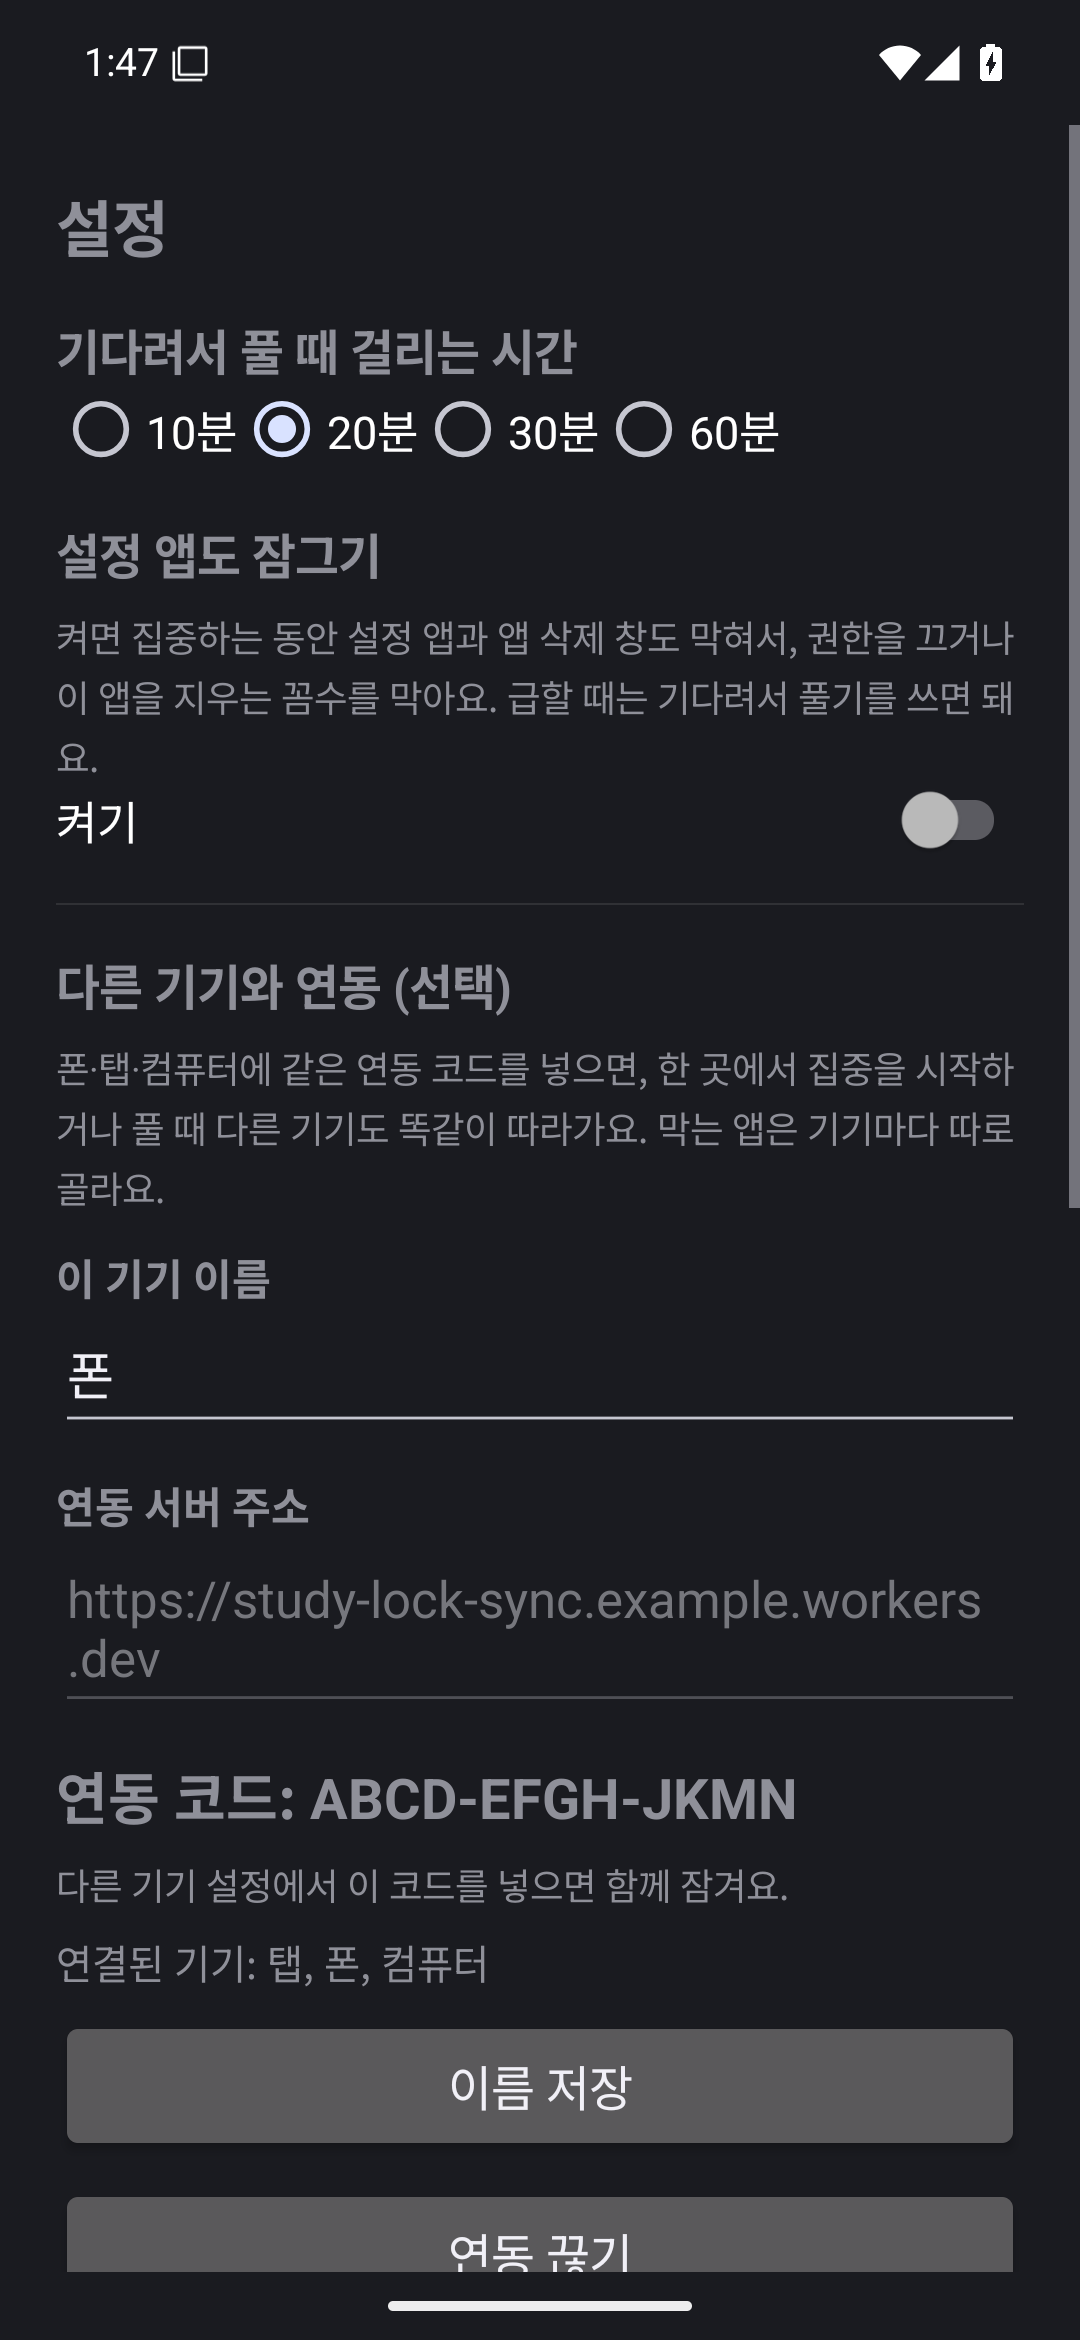 1:47
설정
기다려서 풀 때 걸리는 시간
10분 20분 30분 60분
설정 앱도 잠그기
켜면 집중하는 동안 설정 앱과 앱 삭제 창도 막혀서, 권한을 끄거나
이 앱을 지우는 꼼수를 막아요. 급할 때는 기다려서 풀기를 쓰면 돼
요.
켜기
다른 기기와 연동 (선택)
폰·탭·컴퓨터에 같은 연동 코드를 넣으면, 한 곳에서 집중을 시작하
거나 풀 때 다른 기기도 똑같이 따라가요. 막는 앱은 기기마다 따로
골라요.
이 기기 이름
폰
연동 서버 주소
https://study-lock-sync.example.workers
.dev
연동 코드: ABCD-EFGH-JKMN
다른 기기 설정에서 이 코드를 넣으면 함께 잠겨요.
연결된 기기: 탭, 폰, 컴퓨터
이름 저장
연동 끊기